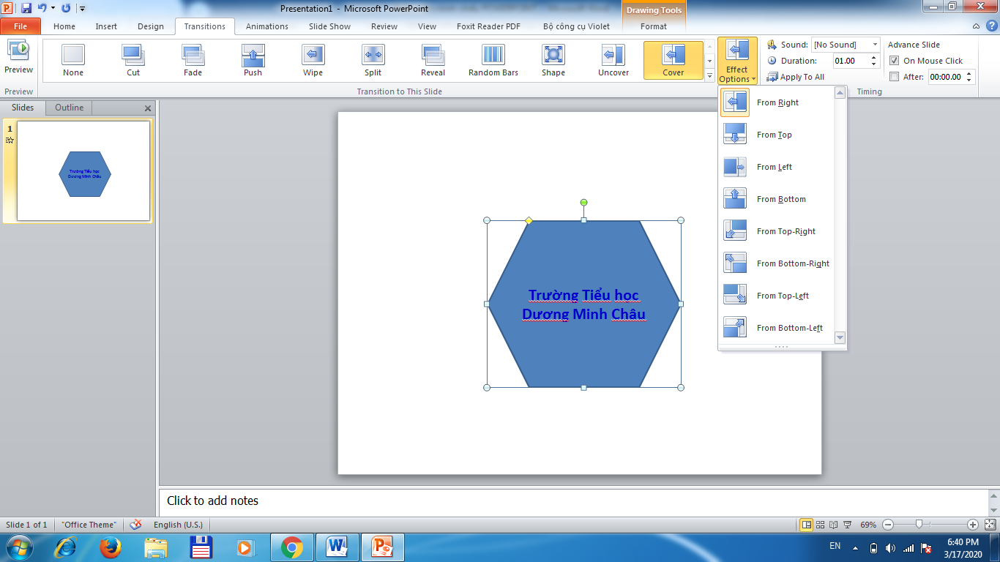 Presentation1 - Microsoft PowerPoint
Drawing Tools
File Home Insert Design Transitions Animations Slide Show Review View Foxit Reader PDF Bộ công cụ Violet Format
Preview
None Cut Fade Push Wipe Split Reveal Random Bars Shape Uncover Cover
Effect Options
Sound: [No Sound]
Duration: 01.00
Apply To All
Advance Slide
On Mouse Click
After: 00:00.00
Preview
Transition to This Slide
Timing
From Right
From Top
From Left
From Bottom
From Top-Right
From Bottom-Right
From Top-Left
From Bottom-Left
Slides Outline
1
Trường Tiểu học
Dương Minh Châu
Trường Tiểu học
Dương Minh Châu
Click to add notes
Slide 1 of 1 "Office Theme" English (U.S.) 69%
EN
6:40 PM
3/17/2020